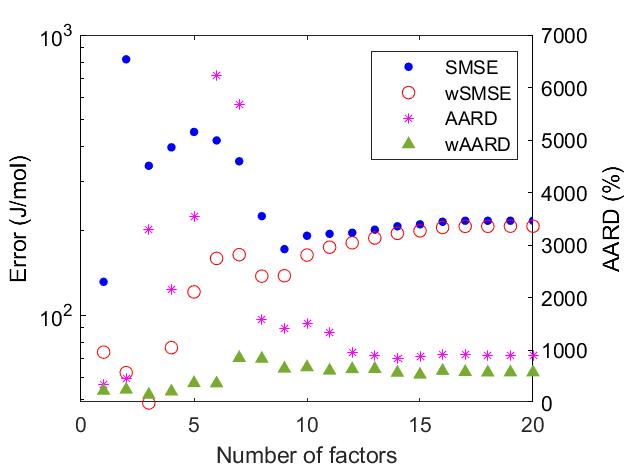 10³
10²
Error (J/mol)
0
5
10
15
20
Number of factors
7000
6000
5000
4000
3000
2000
1000
0
AARD (%)
SMSE
wSMSE
AARD
wAARD